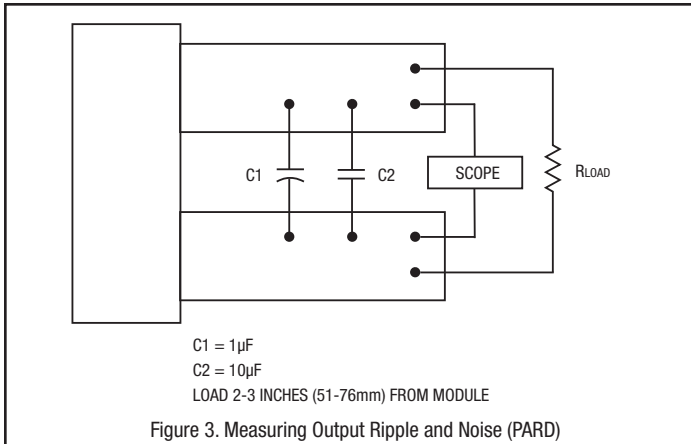 C1
C2
SCOPE
RLOAD
C1 = 1µF
C2 = 10µF
LOAD 2-3 INCHES (51-76mm) FROM MODULE
Figure 3. Measuring Output Ripple and Noise (PARD)